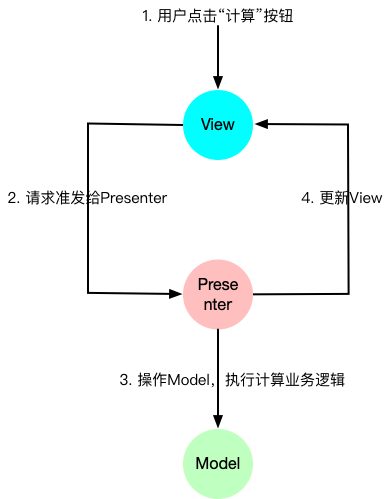 1. 用户点击“计算”按钮
View
2. 请求准发给Presenter
4. 更新View
Prese
nter
3. 操作Model，执行计算业务逻辑
Model